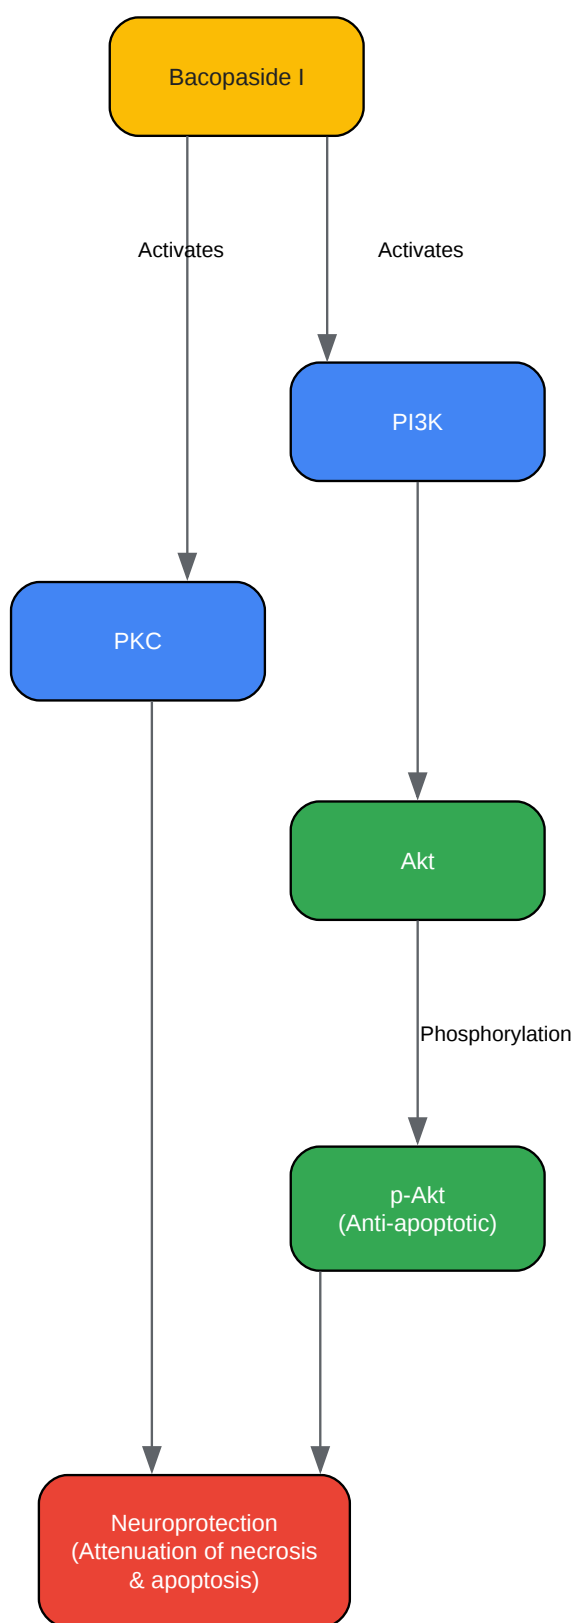 Bacopaside I
Activates
Activates
PI3K
PKC
Akt
Phosphorylation
p-Akt
(Anti-apoptotic)
Neuroprotection
(Attenuation of necrosis
& apoptosis)